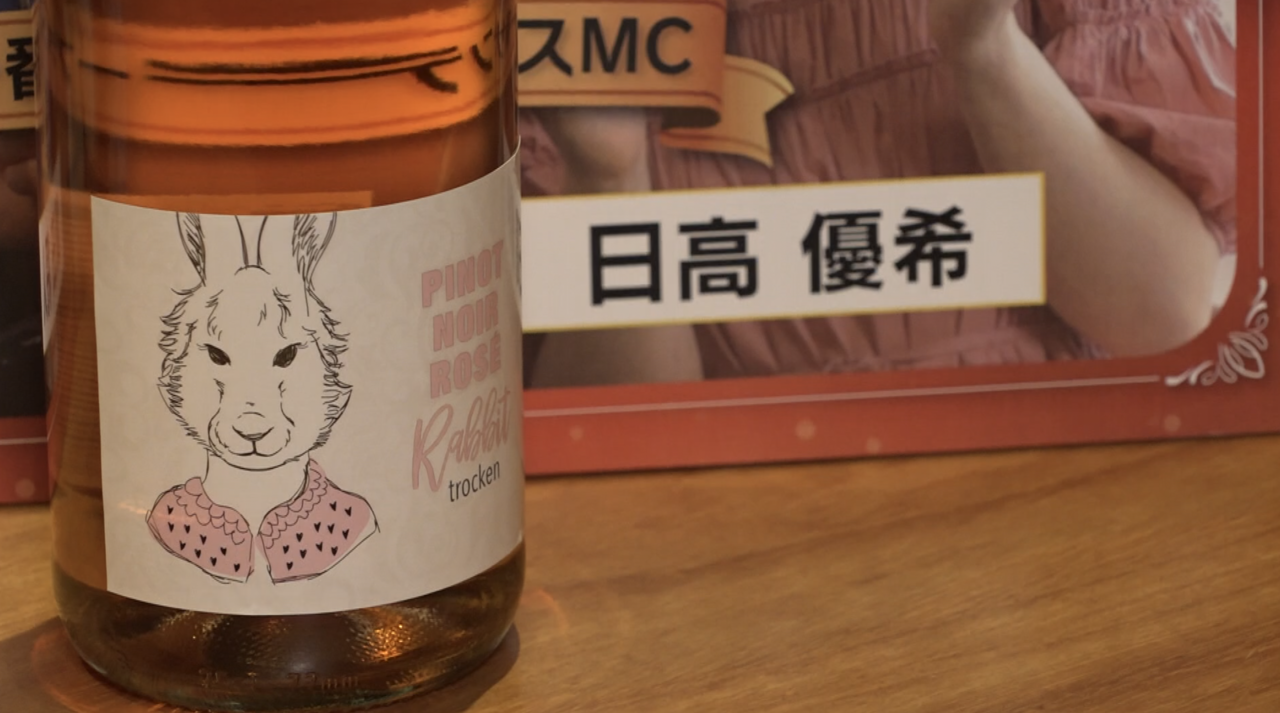 スMC
日高 優希
PINOT
NOIR
ROSÉ
Rabbit
trocken